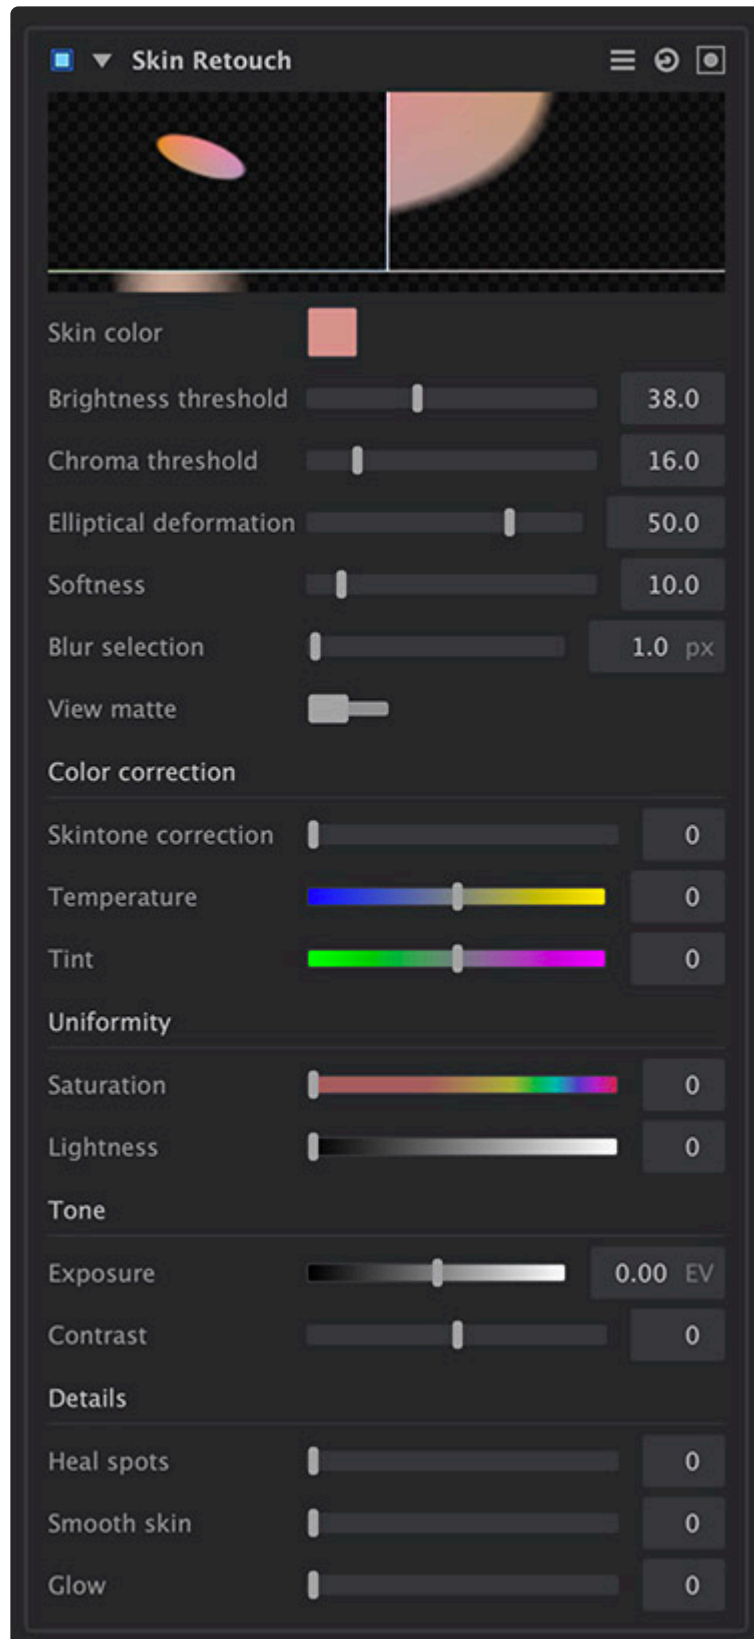 Skin Retouch
Skin color
Brightness threshold 38.0
Chroma threshold 16.0
Elliptical deformation 50.0
Softness 10.0
Blur selection 1.0 px
View matte
Color correction
Skintone correction 0
Temperature 0
Tint 0
Uniformity
Saturation 0
Lightness 0
Tone
Exposure 0.00 EV
Contrast 0
Details
Heal spots 0
Smooth skin 0
Glow 0